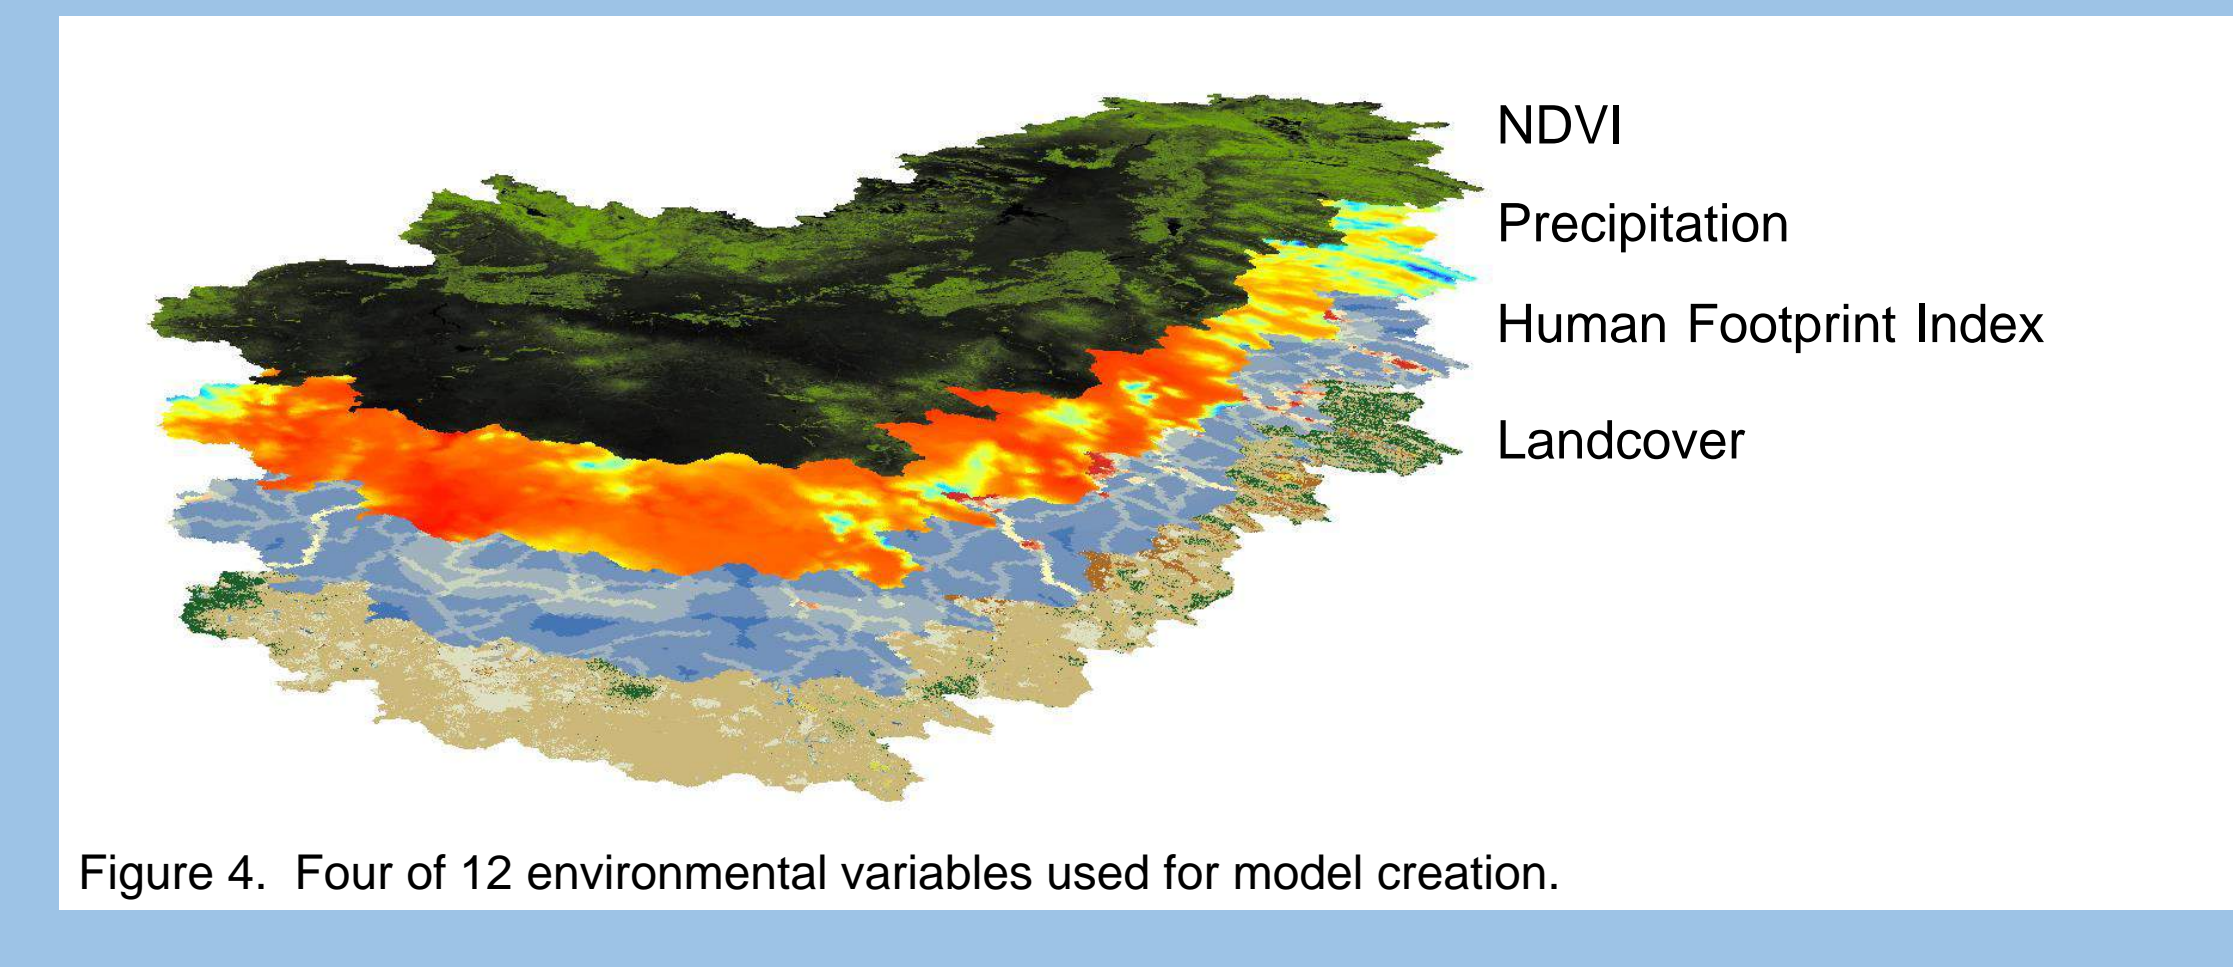 NDVI
Precipitation
Human Footprint Index
Landcover
Figure 4. Four of 12 environmental variables used for model creation.